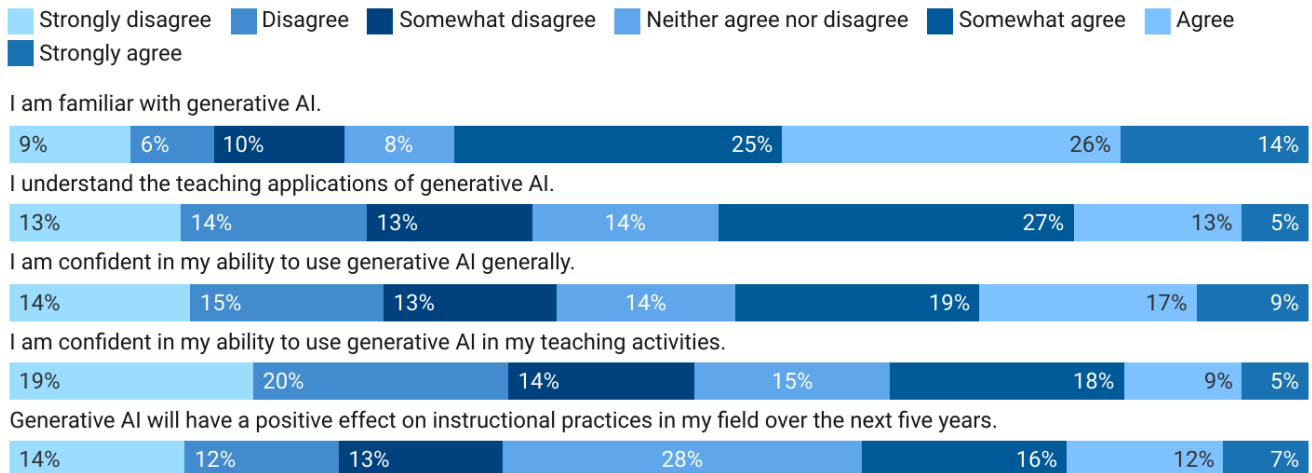 Strongly disagree Disagree Somewhat disagree Neither agree nor disagree Somewhat agree Agree
Strongly agree
I am familiar with generative AI.
9% 6% 10% 8% 25% 26% 14%
I understand the teaching applications of generative AI.
13% 14% 13% 14% 27% 13% 5%
I am confident in my ability to use generative AI generally.
14% 15% 13% 14% 19% 17% 9%
I am confident in my ability to use generative AI in my teaching activities.
19% 20% 14% 15% 18% 9% 5%
Generative AI will have a positive effect on instructional practices in my field over the next five years.
14% 12% 13% 28% 16% 12% 7%